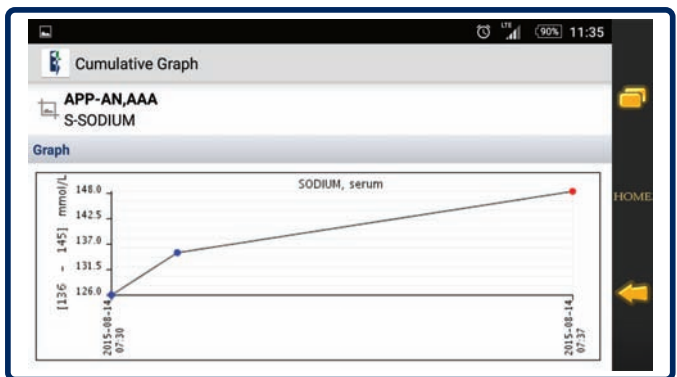 LTE 90% 11:35
Cumulative Graph
APP-AN,AAA
S-SODIUM
Graph
SODIUM, serum
[136 - 145] mmol/L
148.0
142.5
137.0
131.5
126.0
2015-08-14
07:30
2015-08-14
07:37
HOME